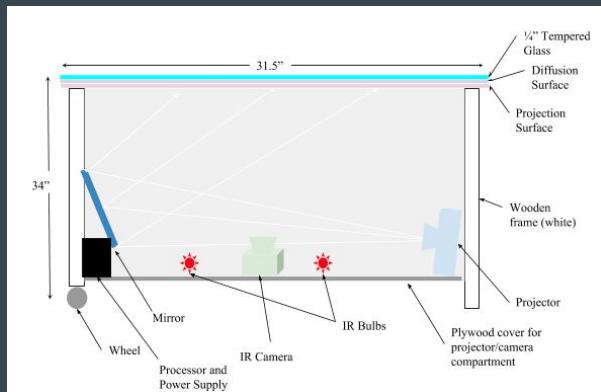 31.5”
34”
¼” Tempered
Glass
Diffusion
Surface
Projection
Surface
Wooden
frame (white)
Projector
Plywood cover for
projector/camera
compartment
IR Bulbs
IR Camera
Mirror
Processor and
Power Supply
Wheel